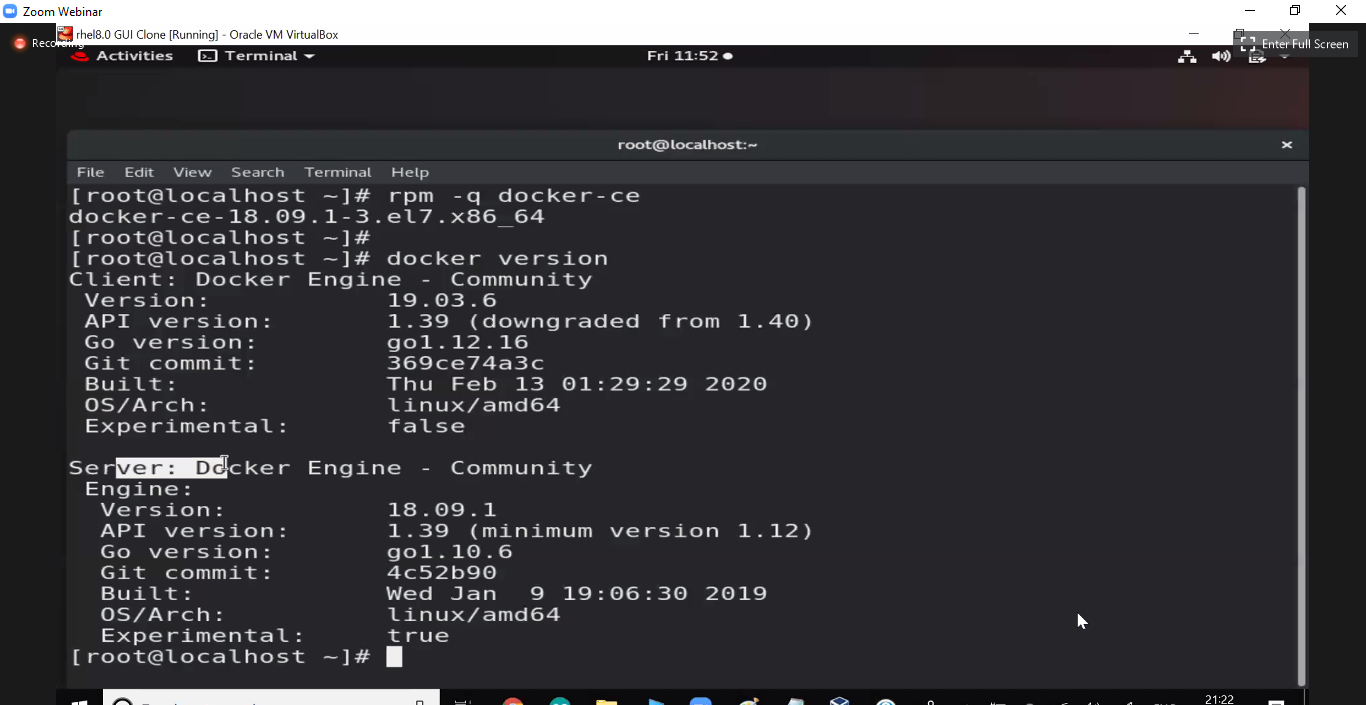 Zoom Webinar
rhel8.0 GUI Clone [Running] - Oracle VM VirtualBox
Recording
Enter Full Screen
Activities Terminal Fri 11:52
root@localhost:~
File Edit View Search Terminal Help
[root@localhost ~]# rpm -q docker-ce
docker-ce-18.09.1-3.el7.x86_64
[root@localhost ~]#
[root@localhost ~]# docker version
Client: Docker Engine - Community
Version: 19.03.6
API version: 1.39 (downgraded from 1.40)
Go version: go1.12.16
Git commit: 369ce74a3c
Built: Thu Feb 13 01:29:29 2020
OS/Arch: linux/amd64
Experimental: false
Server: Docker Engine - Community
Engine:
Version: 18.09.1
API version: 1.39 (minimum version 1.12)
Go version: go1.10.6
Git commit: 4c52b90
Built: Wed Jan 9 19:06:30 2019
OS/Arch: linux/amd64
Experimental: true
[root@localhost ~]#
21:22